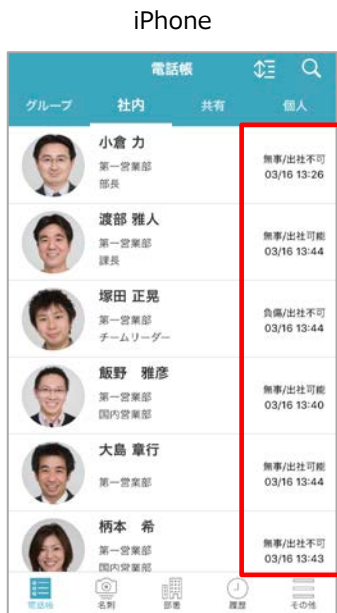 iPhone
電話帳
グループ 社内 共有 個人
小倉 力
第一営業部
部長
無事/出社不可
03/16 13:26
渡部 雅人
第一営業部
課長
無事/出社可能
03/16 13:44
塚田 正晃
第一営業部
チームリーダー
負傷/出社不可
03/16 13:44
飯野 雅彦
第一営業部
国内営業部
無事/出社可能
03/16 13:40
大島 章行
第一営業部
無事/出社可能
03/16 13:44
柄本 希
第一営業部
国内営業部
無事/出社不可
03/16 13:43
電話帳 名刺 部署 履歴 その他